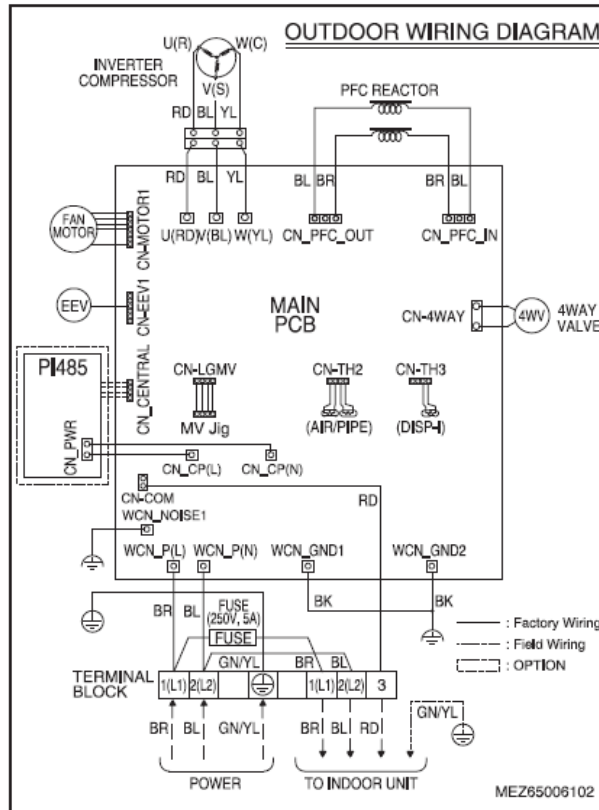 OUTDOOR WIRING DIAGRAM
U(R) W(C)
V(S)
INVERTER
COMPRESSOR
PFC REACTOR
RD BL YL
RD BL YL
BL BR
BR BL
U(RD) V(BL) W(YL)
CN_PFC_OUT
CN_PFC_IN
FAN
MOTOR
CN-MOTOR1
EEV
CN-EEV1
MAIN
PCB
CN-4WAY
4WV
4WAY
VALVE
PI485
CN_CENTRAL
CN_PWR
CN-LGMV
MV Jig
CN-TH2
(AIR/PIPE)
CN-TH3
(DISP-I)
CN_CP(L)
CN_CP(N)
CN-COM
RD
WCN_NOISE1
WCN_P(L) WCN_P(N) WCN_GND1 WCN_GND2
BR BL
FUSE
(250V, 5A)
FUSE
BK
BK
GN/YL
BR BL
TERMINAL
BLOCK
1(L1) 2(L2) 1(L1) 2(L2) 3
BR BL GN/YL BR BL RD
GN/YL
POWER
TO INDOOR UNIT
: Factory Wiring
: Field Wiring
: OPTION
MEZ65006102